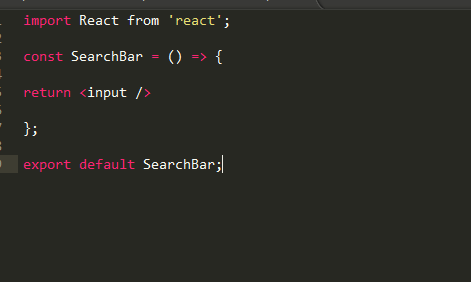 import React from 'react';
const SearchBar = () => {
return <input />
};
export default SearchBar;